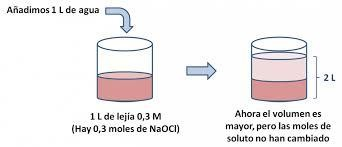 Añadimos 1 L de agua
1 L de lejía 0,3 M
(Hay 0,3 moles de NaOCl)
2 L
Ahora el volumen es
mayor, pero las moles de
soluto no han cambiado